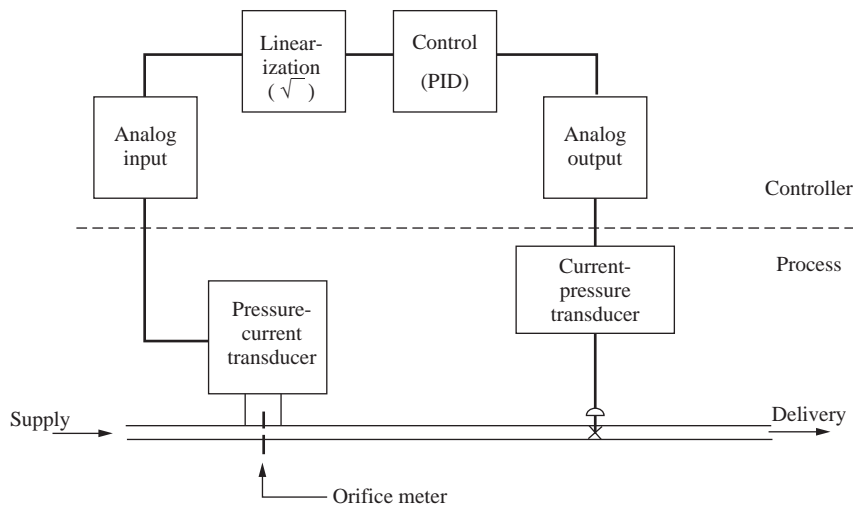 Linear-
ization
( √ )
Control
(PID)
Analog
input
Analog
output
Controller
Process
Current-
pressure
transducer
Pressure-
current
transducer
Supply
Delivery
Orifice meter